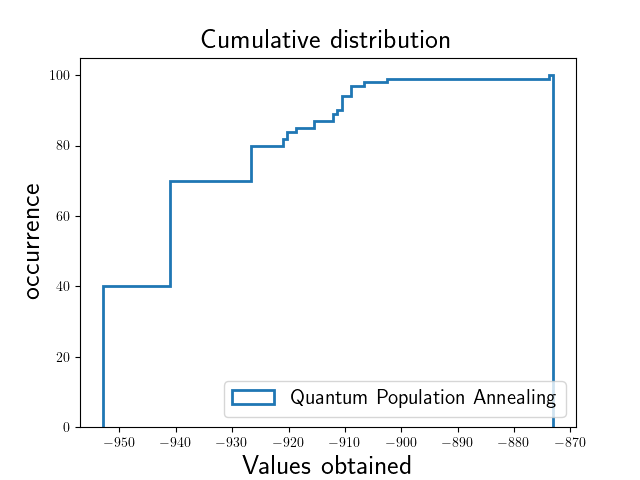 Cumulative distribution
100
80
60
40
20
0
occurrence
Quantum Population Annealing
−950 −940 −930 −920 −910 −900 −890 −880 −870
Values obtained